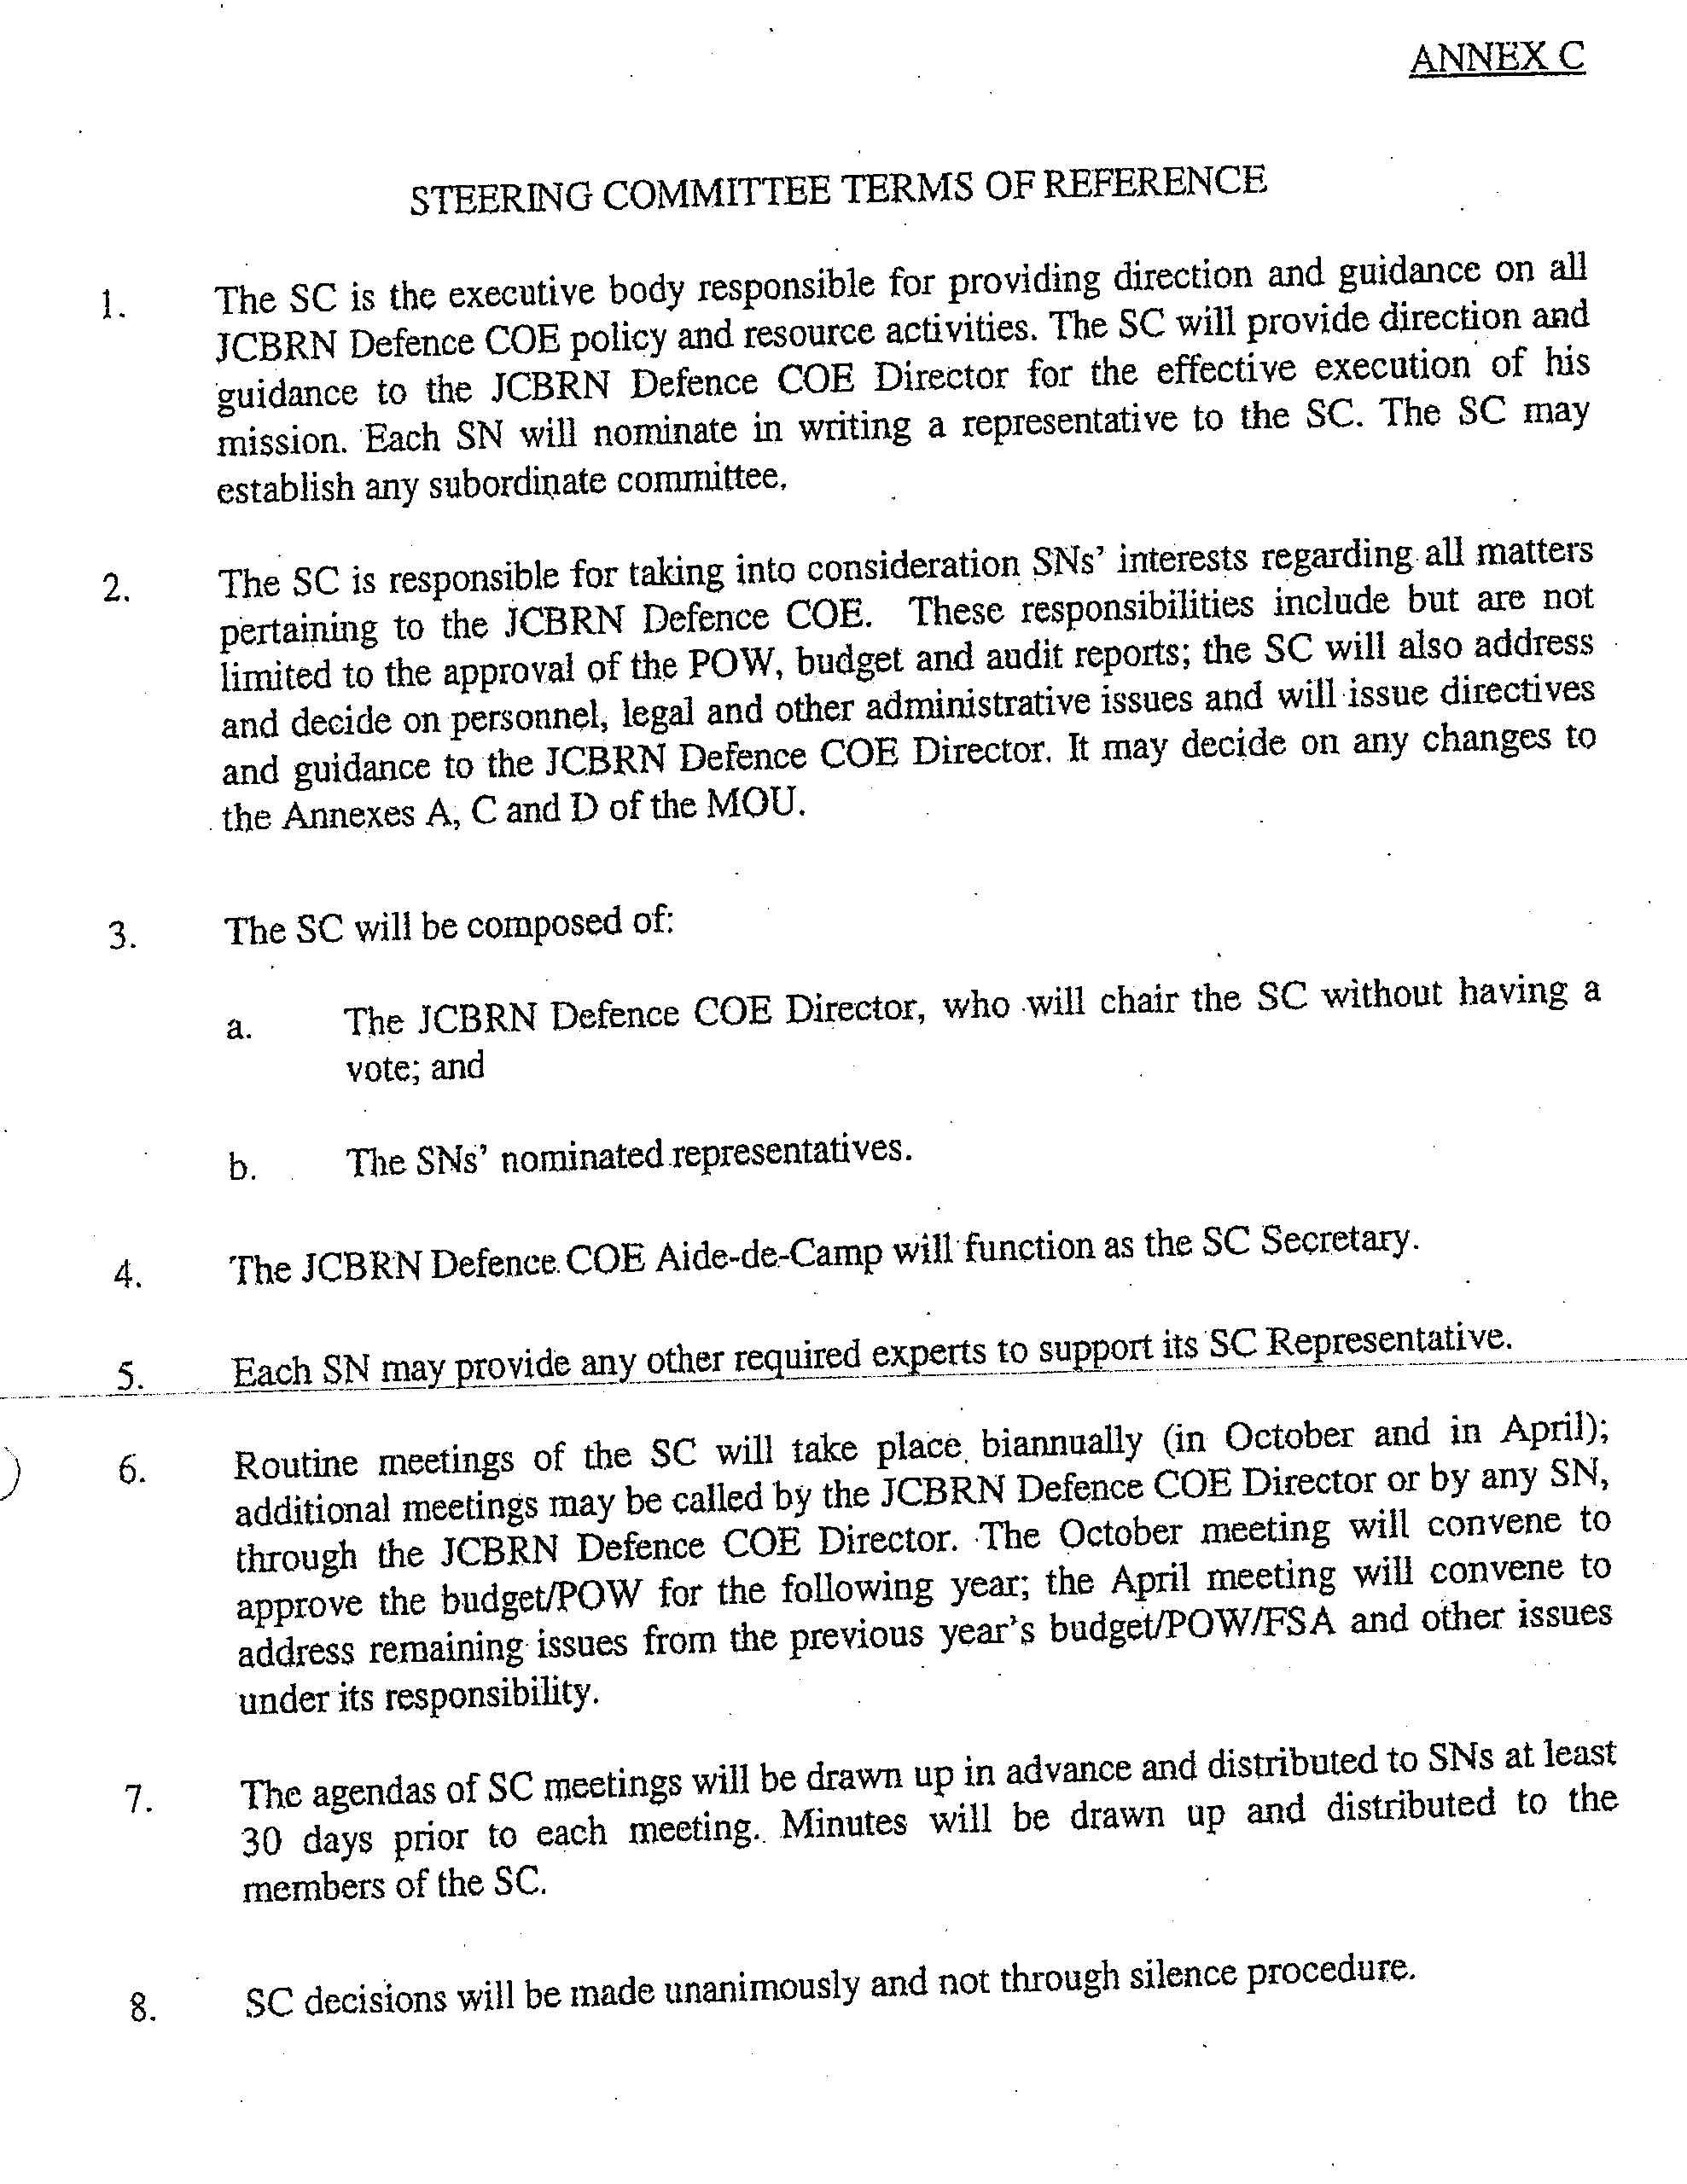 ANNEX C
STEERING COMMITTEE TERMS OF REFERENCE
1. The SC is the executive body responsible for providing direction and guidance on all
JCBRN Defence COE policy and resource activities. The SC will provide direction and
guidance to the JCBRN Defence COE Director for the effective execution of his
mission. Each SN will nominate in writing a representative to the SC. The SC may
establish any subordinate committee.
2. The SC is responsible for taking into consideration SNs' interests regarding all matters
pertaining to the JCBRN Defence COE. These responsibilities include but are not
limited to the approval of the POW, budget and audit reports; the SC will also address
and decide on personnel, legal and other administrative issues and will issue directives
and guidance to the JCBRN Defence COE Director. It may decide on any changes to
the Annexes A, C and D of the MOU.
3. The SC will be composed of:
a. The JCBRN Defence COE Director, who will chair the SC without having a
vote; and
b. The SNs' nominated representatives.
4. The JCBRN Defence COE Aide-de-Camp will function as the SC Secretary.
5. Each SN may provide any other required experts to support its SC Representative.
6. Routine meetings of the SC will take place biannually (in October and in April);
additional meetings may be called by the JCBRN Defence COE Director or by any SN,
through the JCBRN Defence COE Director. The October meeting will convene to
approve the budget/POW for the following year; the April meeting will convene to
address remaining issues from the previous year's budget/POW/FSA and other issues
under its responsibility.
7. The agendas of SC meetings will be drawn up in advance and distributed to SNs at least
30 days prior to each meeting. Minutes will be drawn up and distributed to the
members of the SC.
8. SC decisions will be made unanimously and not through silence procedure.